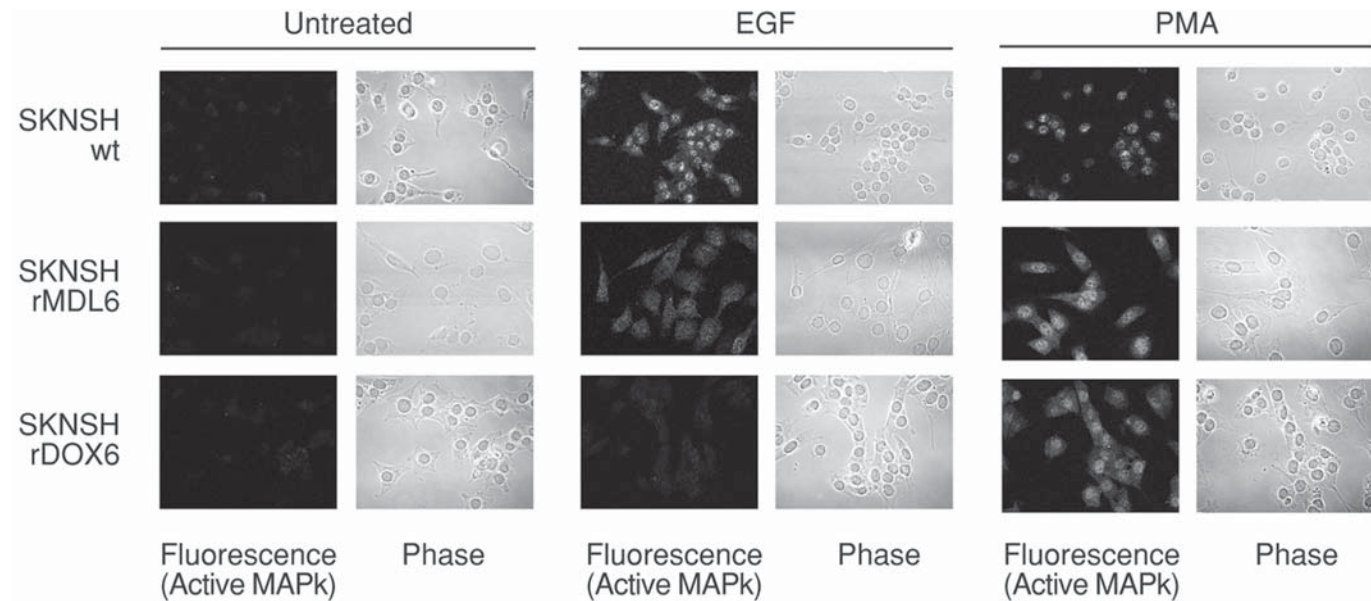 Untreated
EGF
PMA
SKNSH
wt
SKNSH
rMDL6
SKNSH
rDOX6
Fluorescence
(Active MAPk)
Phase
Fluorescence
(Active MAPk)
Phase
Fluorescence
(Active MAPk)
Phase